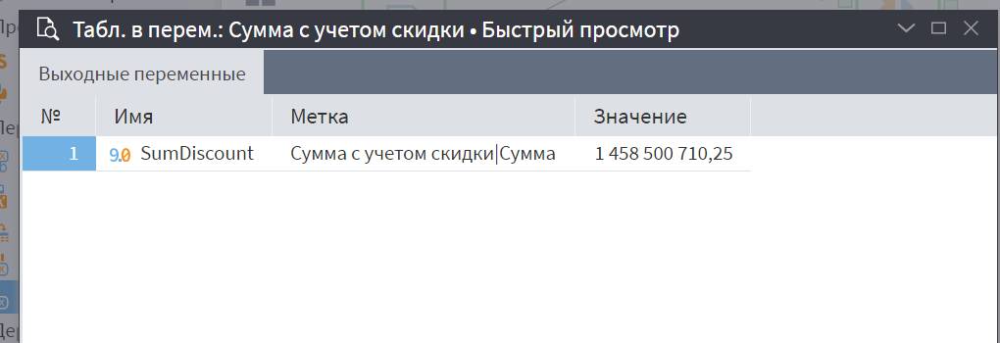 Табл. в перем.: Сумма с учетом скидки • Быстрый просмотр
Выходные переменные
№ Имя Метка Значение
1 9.0 SumDiscount Сумма с учетом скидки|Сумма 1 458 500 710,25